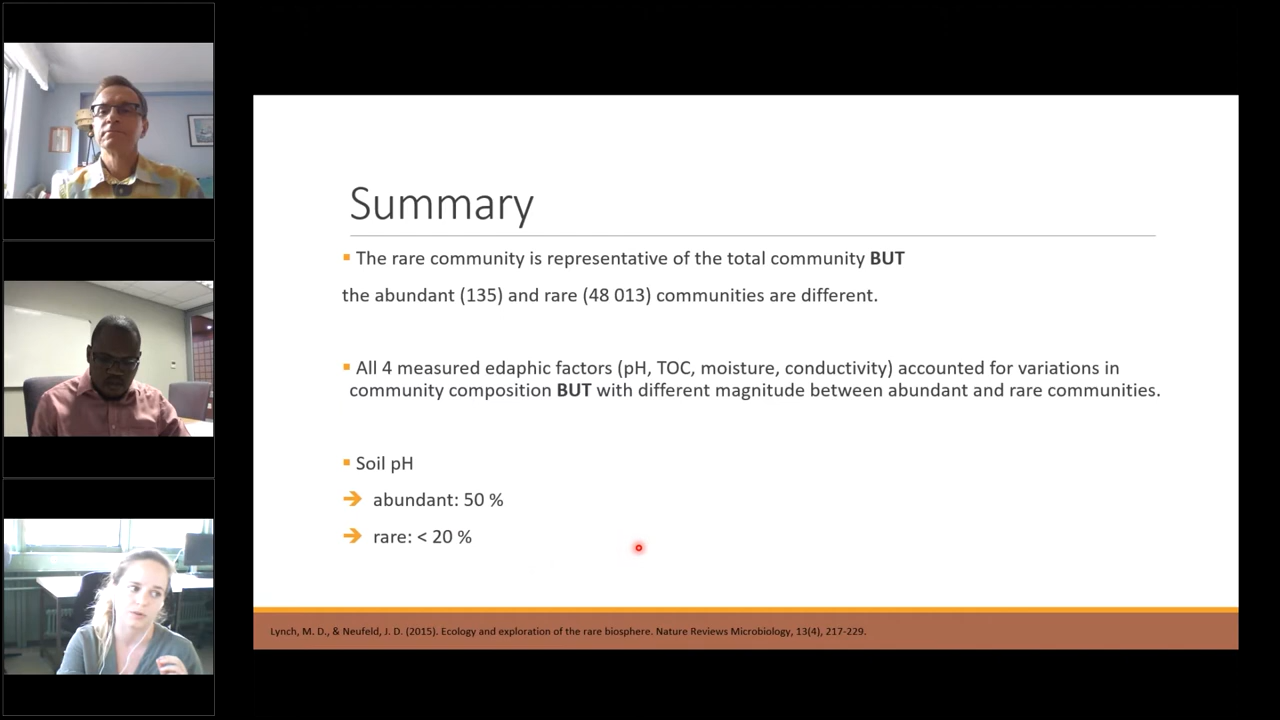 Summary
▪ The rare community is representative of the total community BUT
the abundant (135) and rare (48 013) communities are different.
▪ All 4 measured edaphic factors (pH, TOC, moisture, conductivity) accounted for variations in
community composition BUT with different magnitude between abundant and rare communities.
▪ Soil pH
➔ abundant: 50 %
➔ rare: < 20 %
Lynch, M. D., & Neufeld, J. D. (2015). Ecology and exploration of the rare biosphere. Nature Reviews Microbiology, 13(4), 217-229.